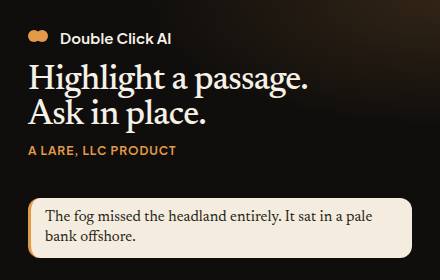 Double Click AI
Highlight a passage.
Ask in place.
A LARE, LLC PRODUCT
The fog missed the headland entirely. It sat in a pale
bank offshore.